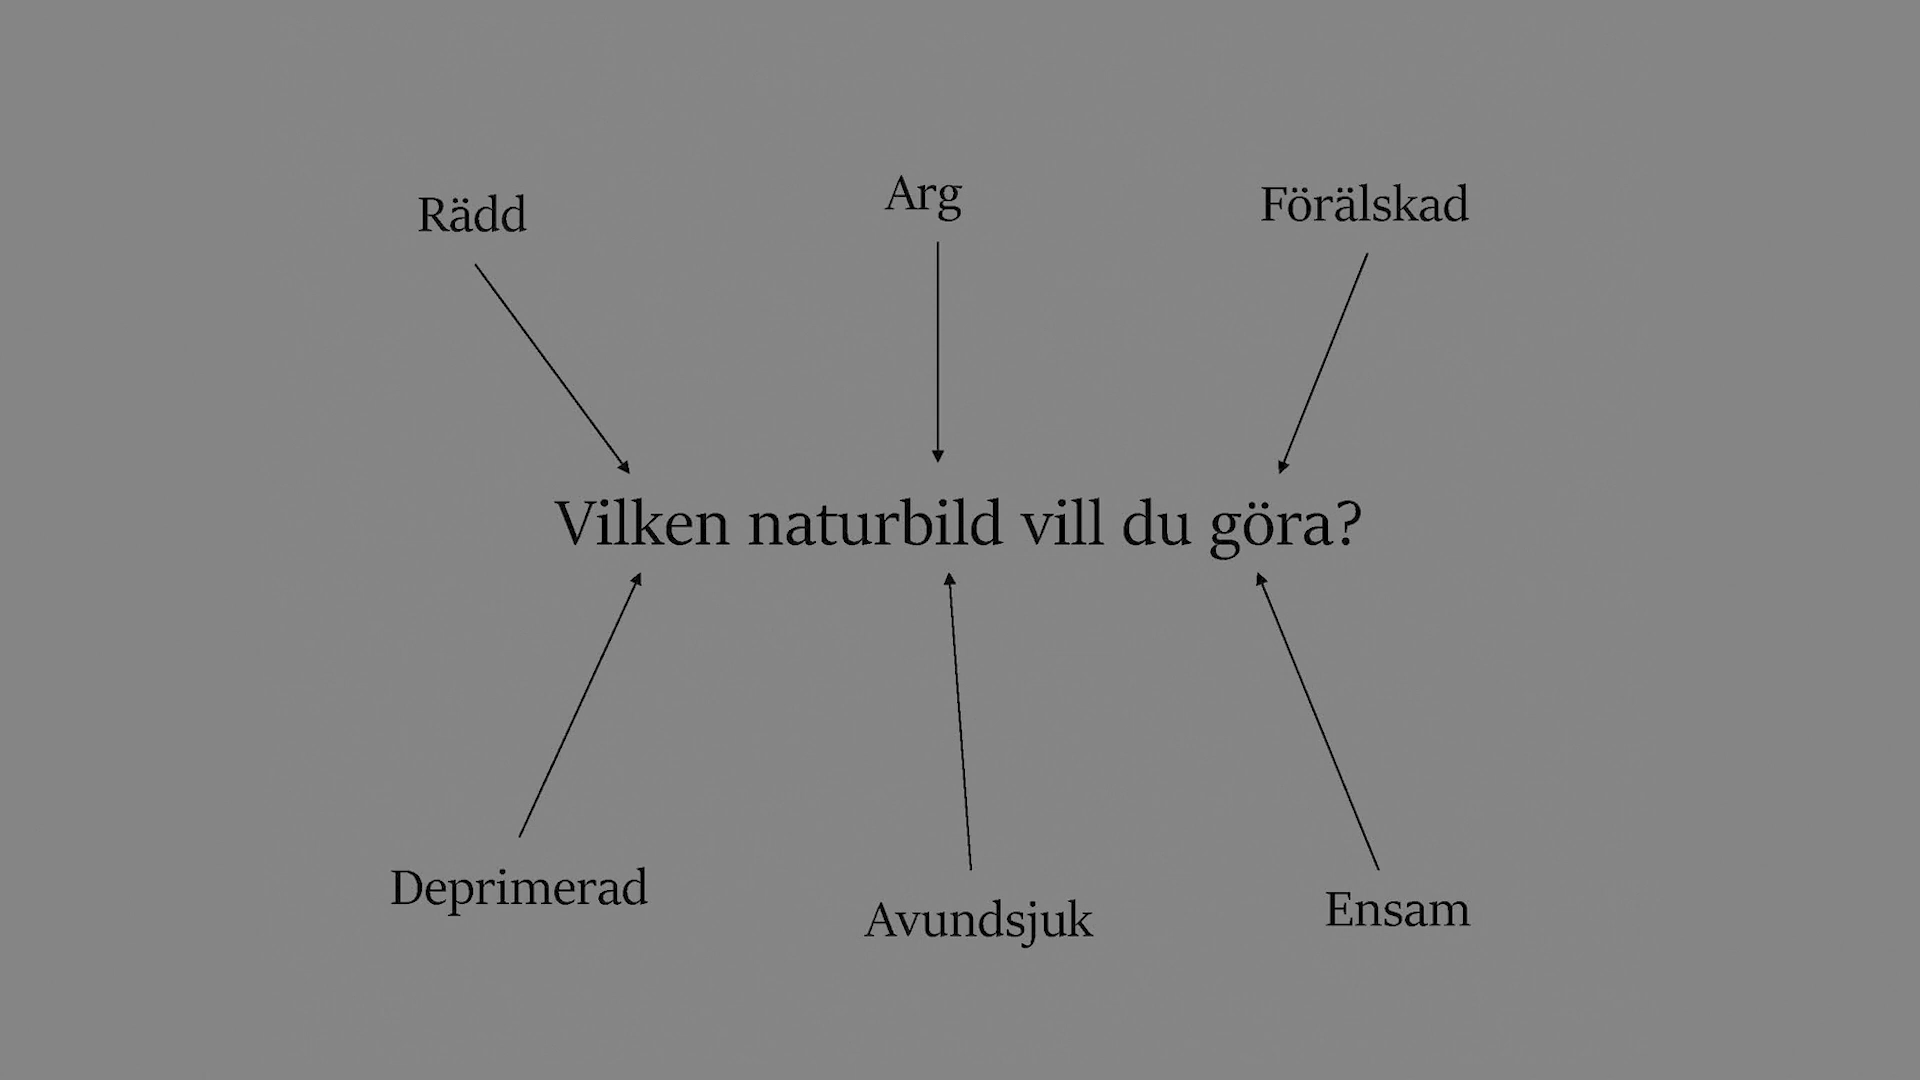 Rädd
Arg
Förälskad
Vilken naturbild vill du göra?
Deprimerad
Avundsjuk
Ensam